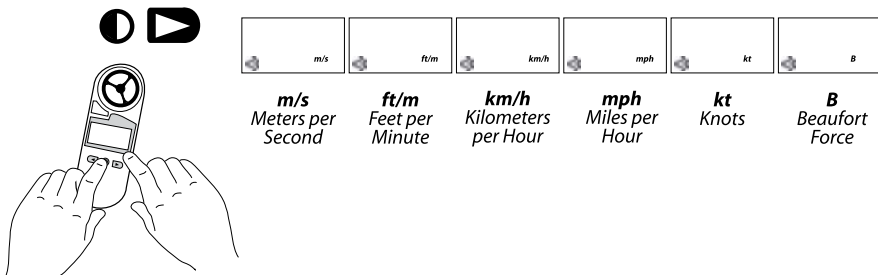 m/s ft/m km/h mph kt B
m/s ft/m km/h mph kt B
Meters per Feet per Kilometers Miles per Knots Beaufort
Second Minute per Hour Hour Force